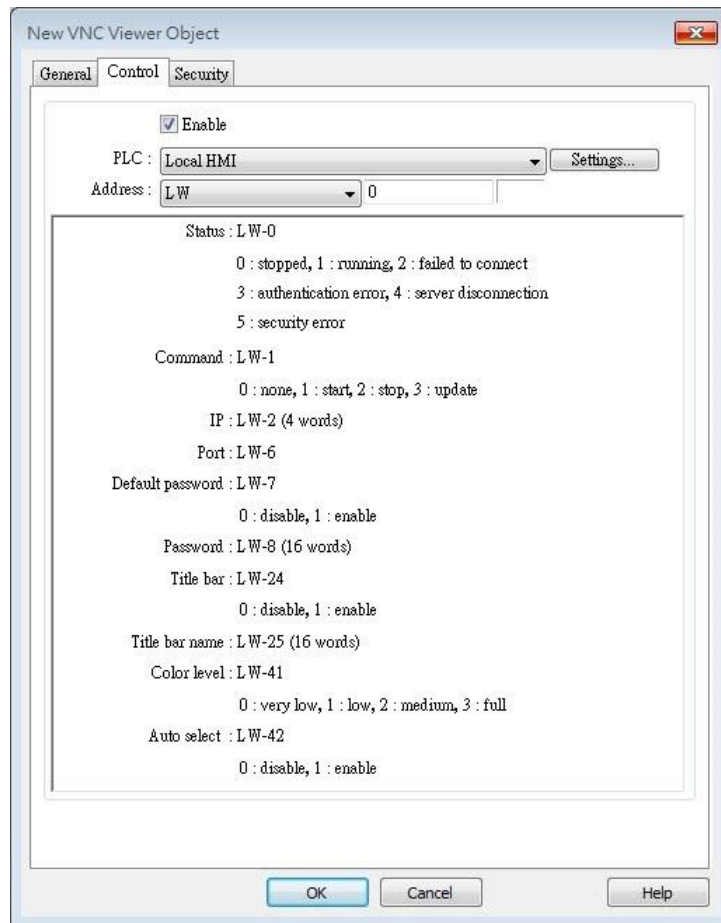 New VNC Viewer Object
General Control Security
Enable
PLC : Local HMI Settings...
Address : LW 0
Status : LW-0
0 : stopped, 1 : running, 2 : failed to connect
3 : authentication error, 4 : server disconnection
5 : security error
Command : LW-1
0 : none, 1 : start, 2 : stop, 3 : update
IP : LW-2 (4 words)
Port : LW-6
Default password : LW-7
0 : disable, 1 : enable
Password : LW-8 (16 words)
Title bar : LW-24
0 : disable, 1 : enable
Title bar name : LW-25 (16 words)
Color level : LW-41
0 : very low, 1 : low, 2 : medium, 3 : full
Auto select : LW-42
0 : disable, 1 : enable
OK Cancel Help